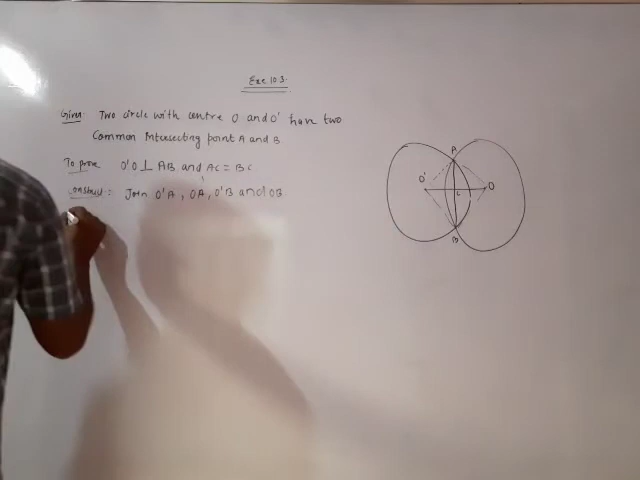 Exe 10.3.
Given Two circle with centre O and O' have two
Common Intersecting point A and B
To prove O'O ⊥ AB and AC = BC
Const = Join O'A, OA, O'B and OB
A
O'
C
O
B